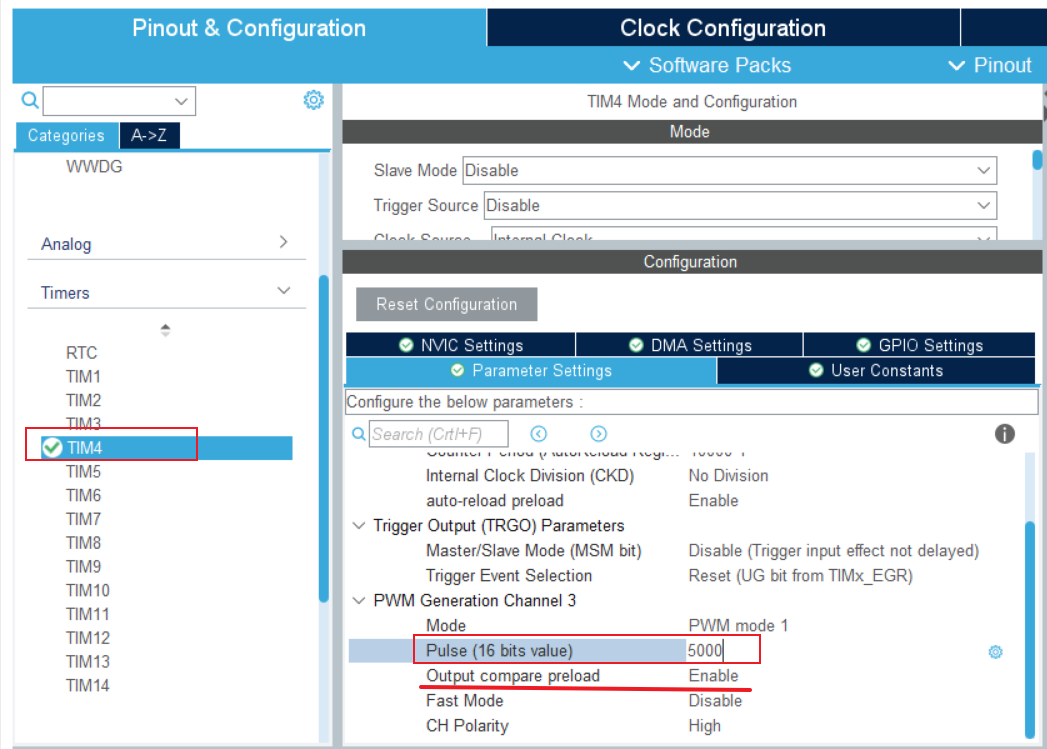 Pinout & Configuration
Clock Configuration
Software Packs
Pinout
Categories
A->Z
WWDG
Analog
Timers
RTC
TIM1
TIM2
TIM3
TIM4
TIM5
TIM6
TIM7
TIM8
TIM9
TIM10
TIM11
TIM12
TIM13
TIM14
TIM4 Mode and Configuration
Mode
Slave Mode Disable
Trigger Source Disable
Clock Source Internal Clock
Configuration
Reset Configuration
NVIC Settings
DMA Settings
GPIO Settings
Parameter Settings
User Constants
Configure the below parameters :
Search (Crtl+F)
Counter Period (AutoReload Regi... 10000-1
Internal Clock Division (CKD) No Division
auto-reload preload Enable
Trigger Output (TRGO) Parameters
Master/Slave Mode (MSM bit) Disable (Trigger input effect not delayed)
Trigger Event Selection Reset (UG bit from TIMx_EGR)
PWM Generation Channel 3
Mode PWM mode 1
Pulse (16 bits value) 5000
Output compare preload Enable
Fast Mode Disable
CH Polarity High